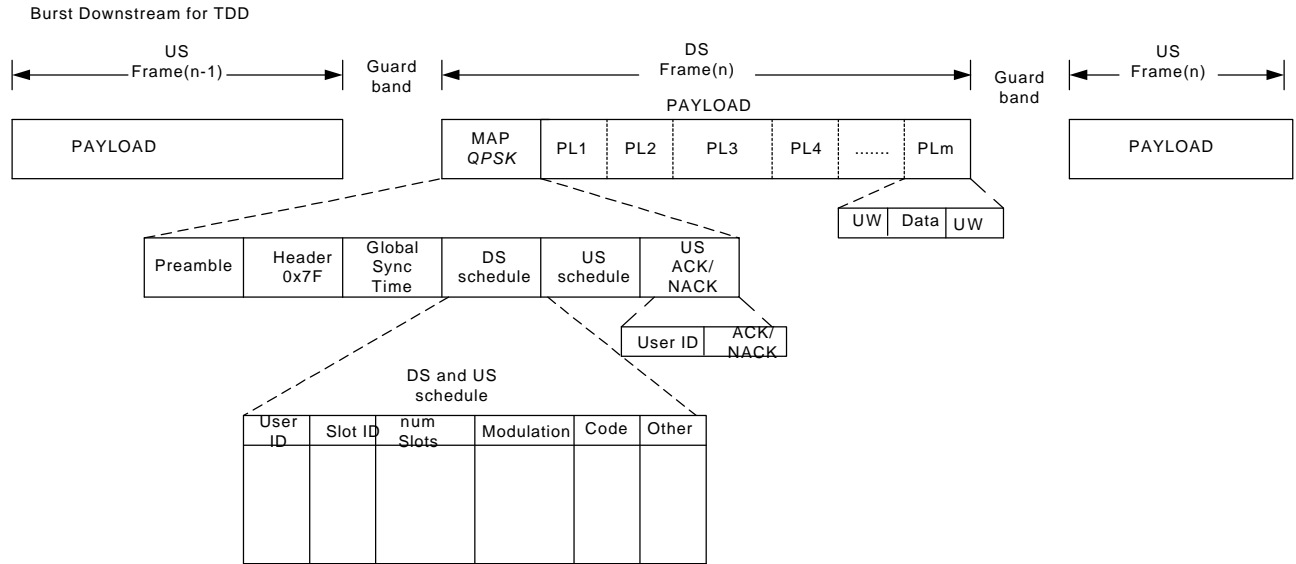 Burst Downstream for TDD
US
Frame(n-1)
Guard
band
DS
Frame(n)
Guard
band
US
Frame(n)
PAYLOAD
PAYLOAD
MAP
QPSK
PL1
PL2
PL3
PL4
.......
PLm
PAYLOAD
UW
Data
UW
Preamble
Header
0x7F
Global
Sync
Time
DS
schedule
US
schedule
US
ACK/
NACK
User ID
ACK/
NACK
DS and US
schedule
User
ID
Slot ID
num
Slots
Modulation
Code
Other